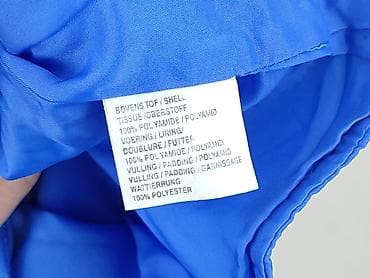 BOVENSTOF / SHELL
TISSUE / OBERSTOFF
100% POLYAMIDE / POLYAMID
VOERING / LINING/
DOUBLURE / FUTTER
100% POLYAMIDE / POLYAMID
VULLING / PADDING / POLYAMID
VULLING / PADDING / GARNISSAGE
WATTIERRUNG
100% POLYESTER